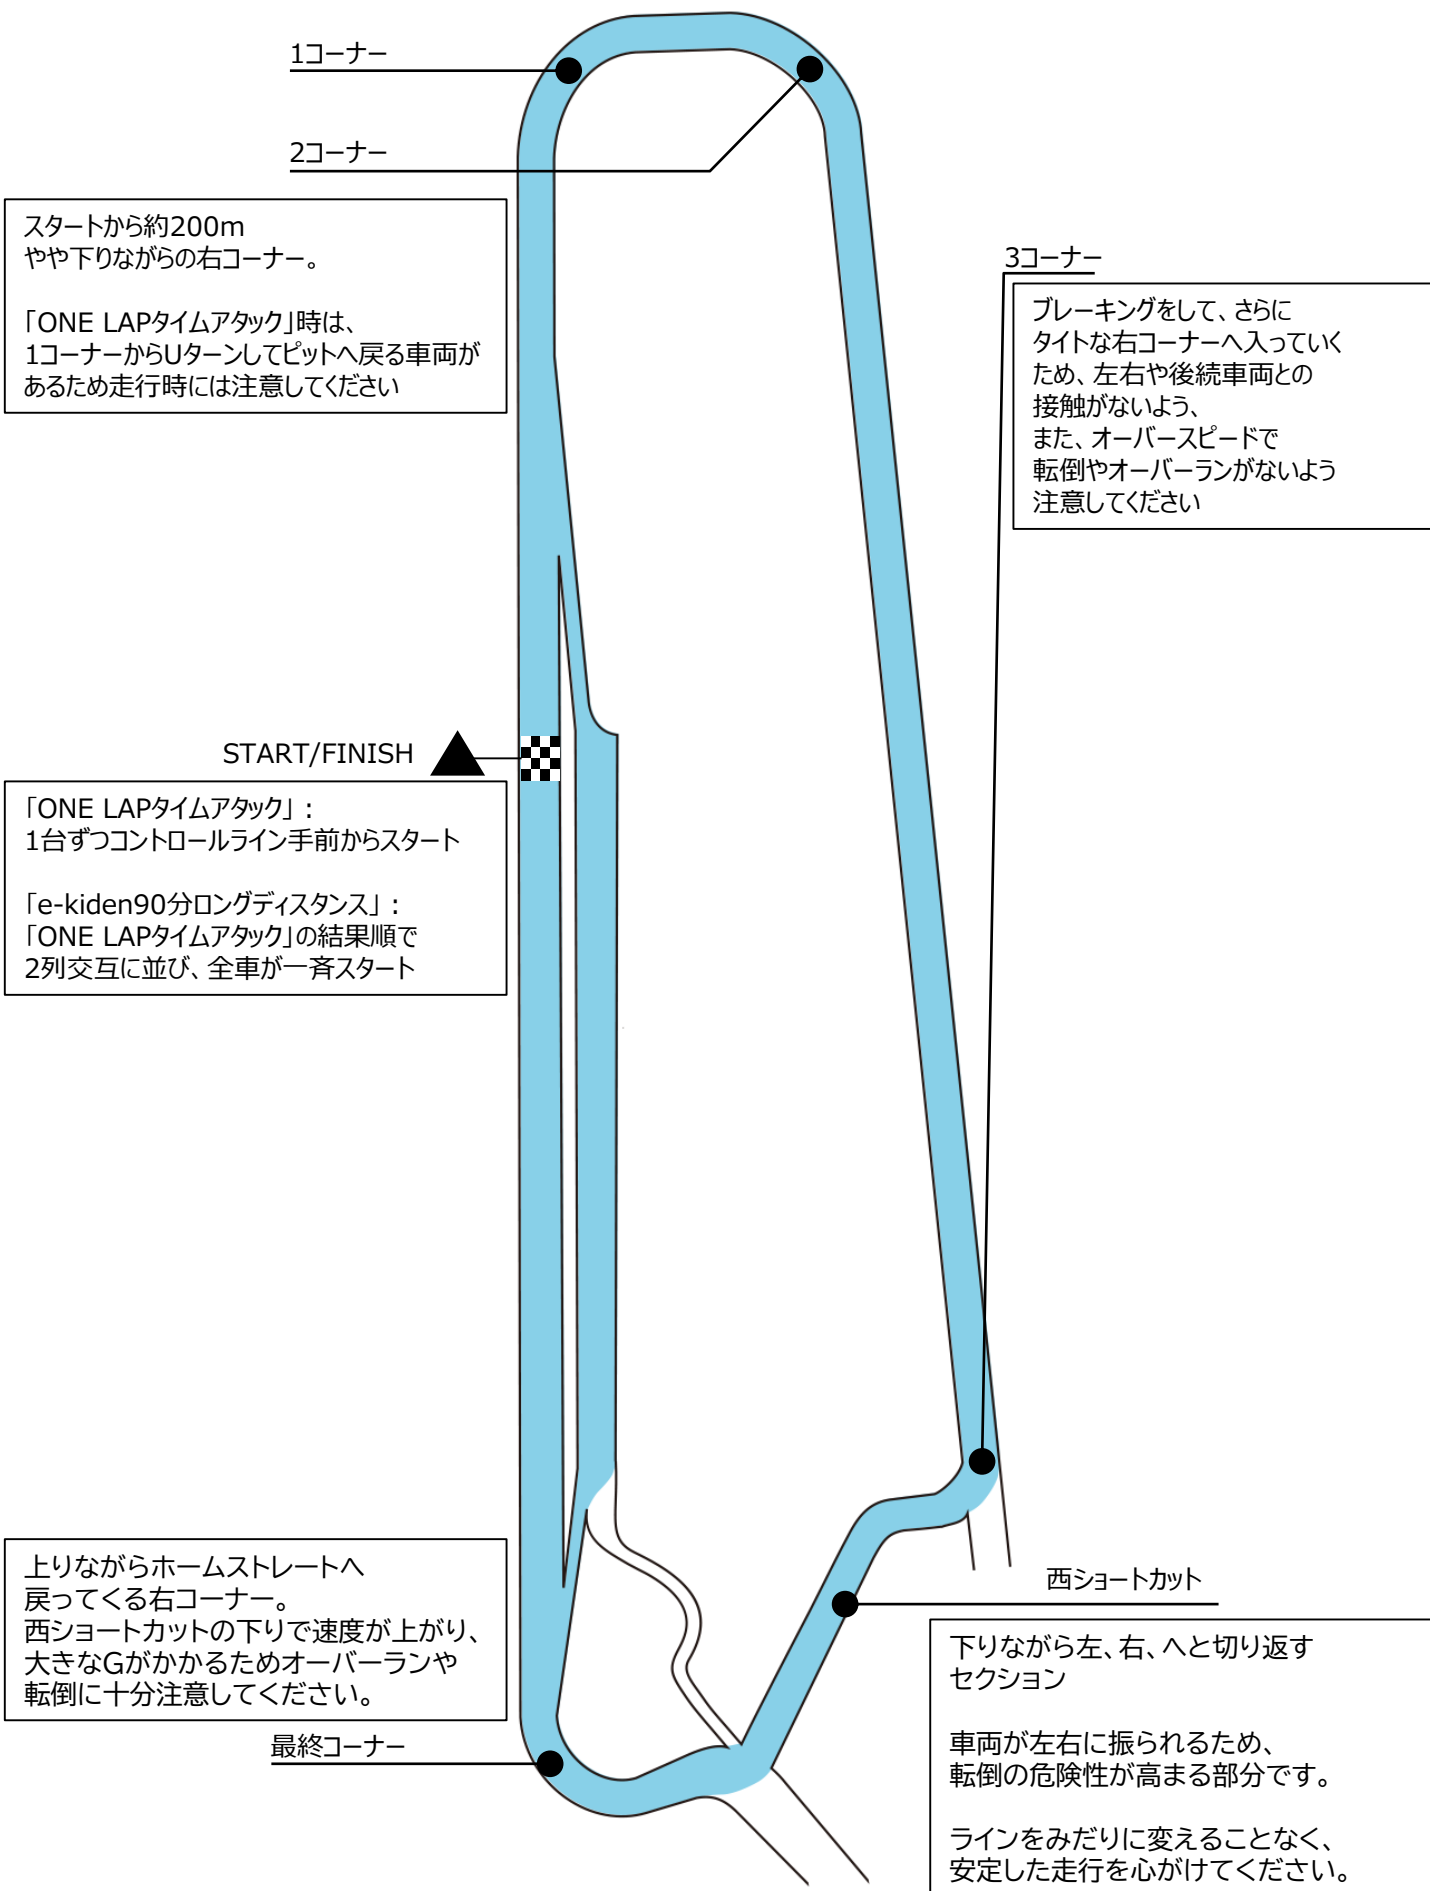 1コーナー
2コーナー
スタートから約200m
やや下りながらの右コーナー。
「ONE LAPタイムアタック」時は、
1コーナーからUターンしてピットへ戻る車両が
あるため走行時には注意してください
3コーナー
ブレーキングをして、さらに
タイトな右コーナーへ入っていく
ため、左右や後続車両との
接触がないよう、
また、オーバースピードで
転倒やオーバーランがないよう
注意してください
START/FINISH
「ONE LAPタイムアタック」：
1台ずつコントロールライン手前からスタート
「e-kiden90分ロングディスタンス」：
「ONE LAPタイムアタック」の結果順で
2列交互に並び、全車が一斉スタート
上りながらホームストレートへ
戻ってくる右コーナー。
西ショートカットの下りで速度が上がり、
大きなGがかかるためオーバーランや
転倒に十分注意してください。
最終コーナー
西ショートカット
下りながら左、右、へと切り返す
セクション
車両が左右に振られるため、
転倒の危険性が高まる部分です。
ラインをみだりに変えることなく、
安定した走行を心がけてください。